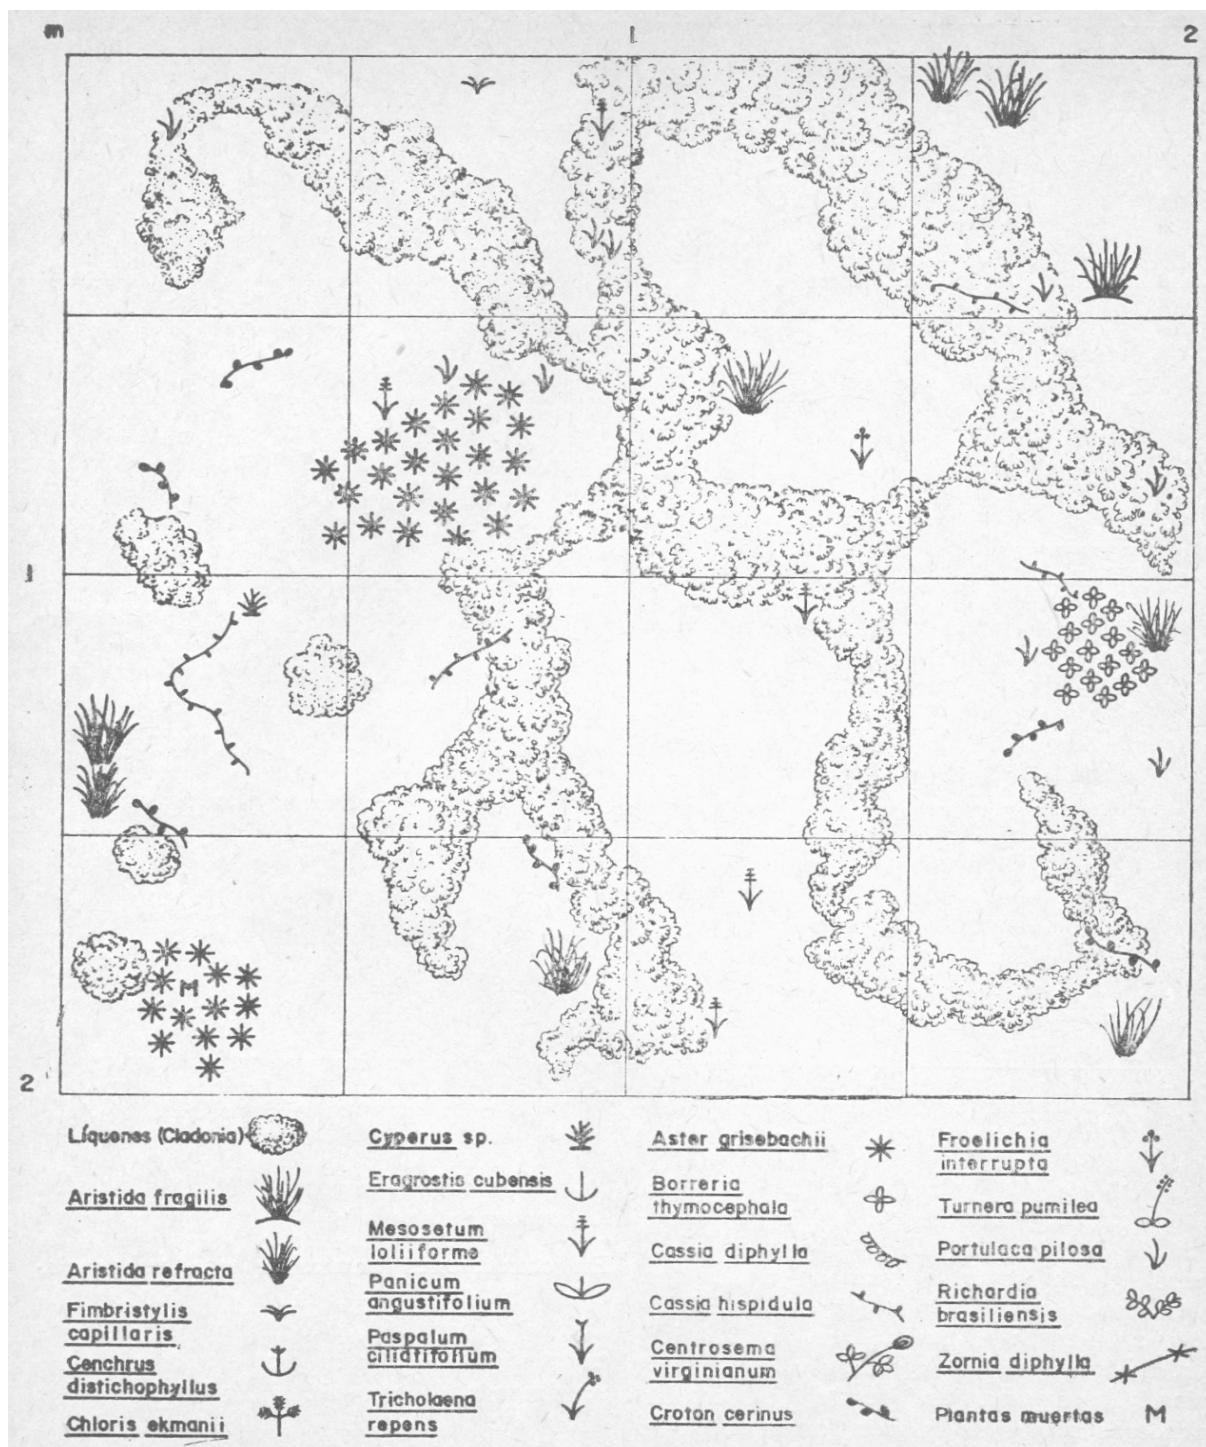 m
1
2
1
M
2
Líquenes (Cladonia)
Aristida fragilis
Aristida refracta
Fimbristylis
capillaris
Cenchrus
distichophyllus
Chloris ekmanii
Cyperus sp.
Eragrostis cubensis
Mesosetum
loliiforme
Panicum
angustifolium
Paspalum
ciliatifolium
Tricholaena
repens
Aster grisebachii
Borreria
thymocephala
Cassia diphylla
Cassia hispidula
Centrosema
virginianum
Croton cerinus
Froelichia
interrupta
Turnera pumilea
Portulaca pilosa
Richardia
brasiliensis
Zornia diphylla
Plantas muertas M